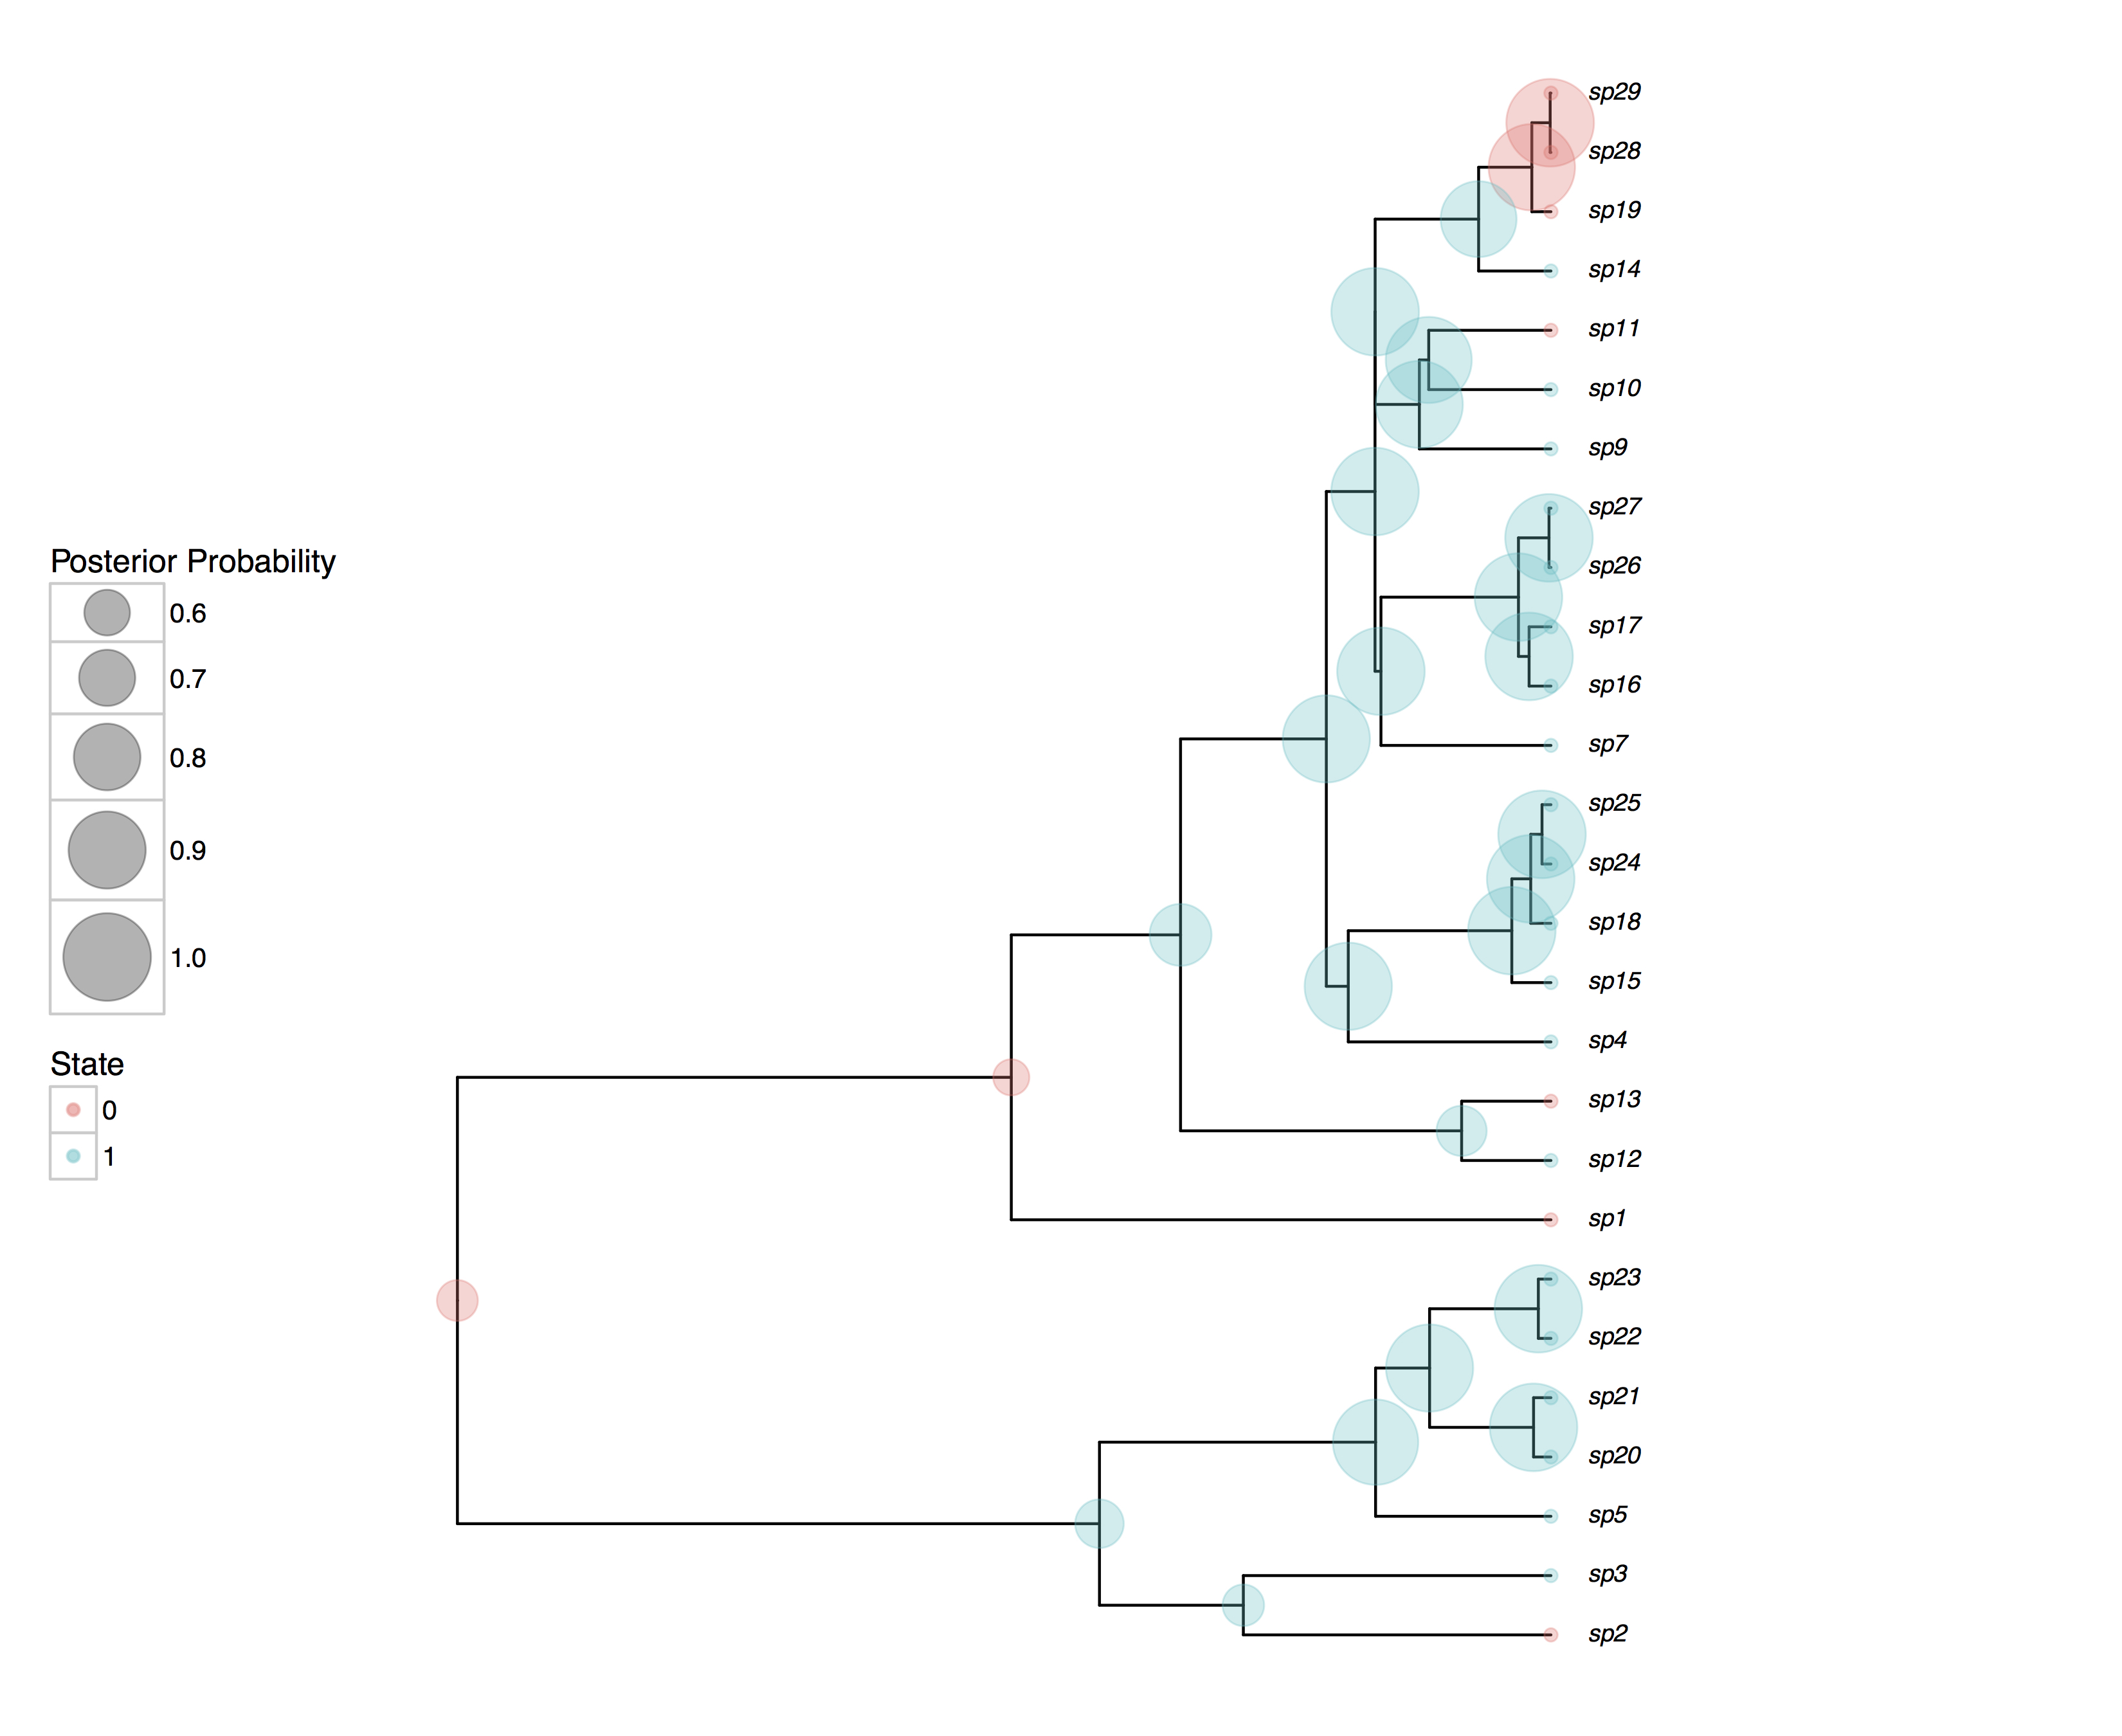 Posterior Probability
0.6
0.7
0.8
0.9
1.0
State
0
1
sp29
sp28
sp19
sp14
sp11
sp10
sp9
sp27
sp26
sp17
sp16
sp7
sp25
sp24
sp18
sp15
sp4
sp13
sp12
sp1
sp23
sp22
sp21
sp20
sp5
sp3
sp2